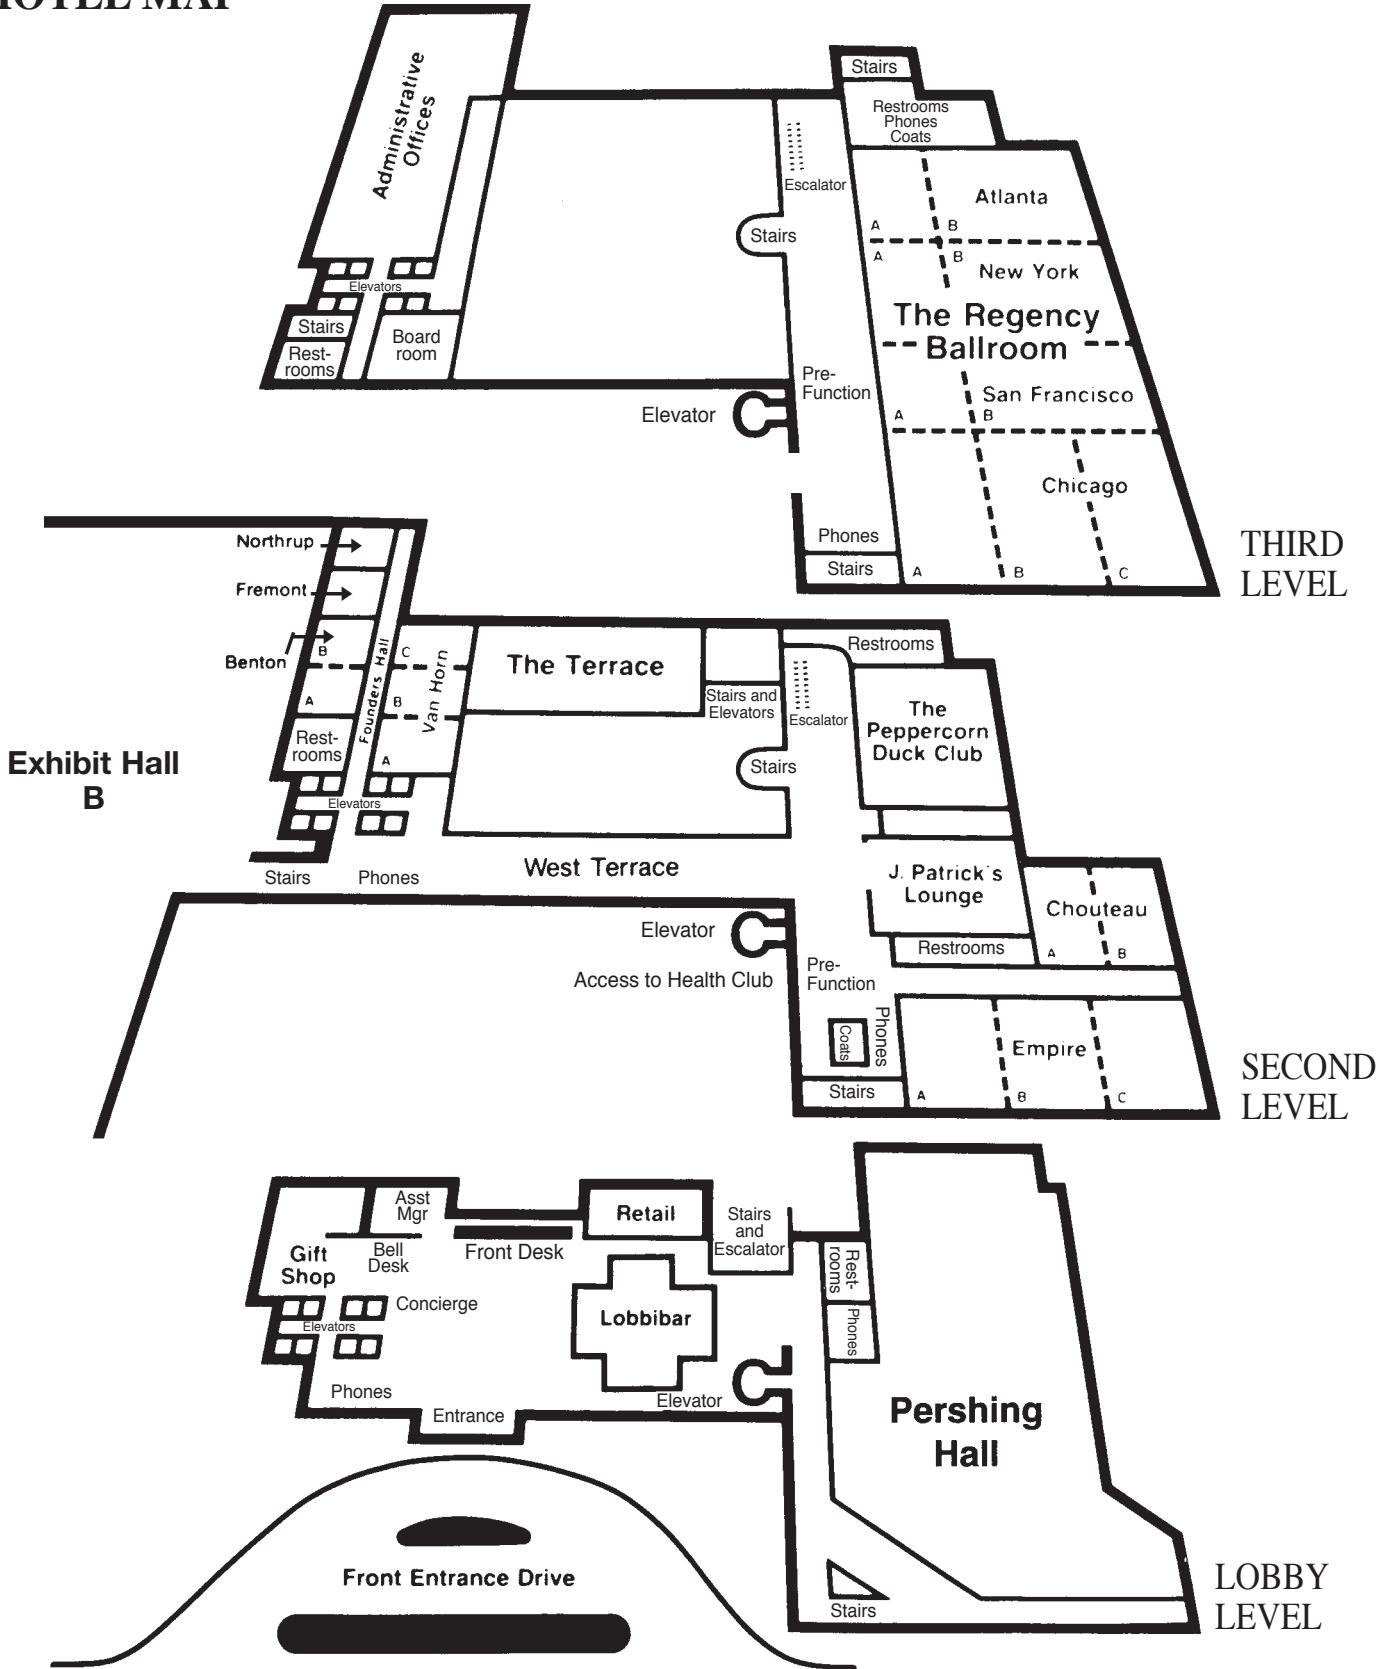 HOTEL MAP
Stairs
Restrooms
Phones
Coats
Administrative
Offices
Escalator
Atlanta
Stairs
A
B
A
B
New York
Elevators
The Regency
Ballroom
Stairs
Board
room
Rest-
rooms
Pre-
Function
San Francisco
A
B
Elevator
Chicago
Phones
Stairs
A
B
C
THIRD
LEVEL
Northrup
Fremont
Benton
B
A
Founders Hall
C
B
A
Van Horn
The Terrace
Restrooms
Stairs and
Elevators
Escalator
The
Peppercorn
Duck Club
Rest-
rooms
Exhibit Hall
B
Stairs
Elevators
West Terrace
Stairs
Phones
J. Patrick's
Lounge
Chouteau
A
B
Elevator
Restrooms
Access to Health Club
Pre-
Function
Phones
Coats
Empire
Stairs
A
B
C
SECOND
LEVEL
Asst
Mgr
Retail
Stairs
and
Escalator
Gift
Shop
Bell
Desk
Front Desk
Rest-
rooms
Concierge
Elevators
Lobbibar
Phones
Phones
Entrance
Elevator
Pershing
Hall
Front Entrance Drive
Stairs
LOBBY
LEVEL